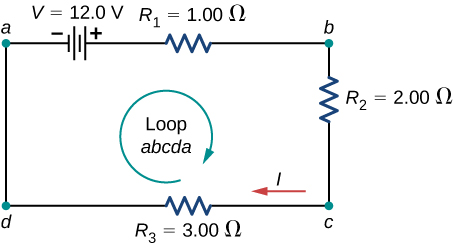 V = 12.0 V
R₁ = 1.00 Ω
a
− +
b
R₂ = 2.00 Ω
Loop
abcda
I
d
c
R₃ = 3.00 Ω